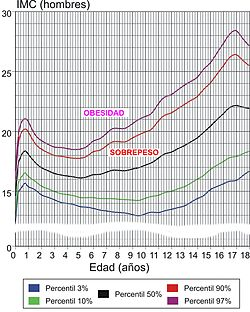 IMC (hombres)
30
25
20
15
0
OBESIDAD
SOBREPESO
0 1 2 3 4 5 6 7 8 9 10 11 12 13 14 15 16 17 18
Edad (años)
Percentil 3% Percentil 50% Percentil 90%
Percentil 10% Percentil 97%